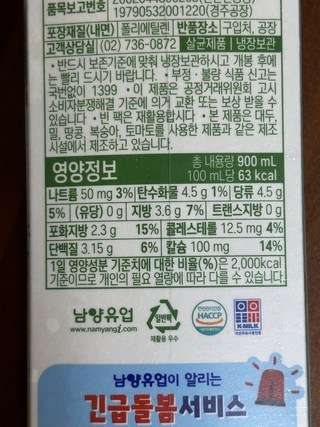 품목보고번호
19790532001220(경주공장)
포장재질(내면) 폴리에틸렌 반품장소 구입처, 공장
고객상담실 (02) 736-0872 살균제품 냉장보관
· 반드시 보존기준에 맞춰 냉장보관하시고 개봉 후에
는 빨리 드시기 바랍니다. · 부정 · 불량 식품 신고는
국번없이 1399 · 이 제품은 공정거래위원회 고시
소비자분쟁해결 기준에 의거 교환 또는 보상 받을 수
있습니다. · 빈 팩은 재활용합시다 · 본 제품은 대두,
밀, 땅콩, 복숭아, 토마토를 사용한 제품과 같은 제조
시설에서 제조하고 있습니다.
영양정보
총 내용량 900 mL
100 mL당 63 kcal
나트륨 50 mg 3% 탄수화물 4.5 g 1% 당류 4.5 g
5% (유당) 0 g 지방 3.6 g 7% 트랜스지방 0 g
포화지방 2.3 g 15% 콜레스테롤 12.5 mg 4%
단백질 3.15 g 6% 칼슘 100 mg 14%
1일 영양성분 기준치에 대한 비율(%)은 2,000kcal
기준이므로 개인의 필요 열량에 따라 다를 수 있습니다.
남양유업
www.namyangi.com
일반팩
재활용 우수
HACCP
K-MILK
남양유업이 알리는
긴급돌봄서비스